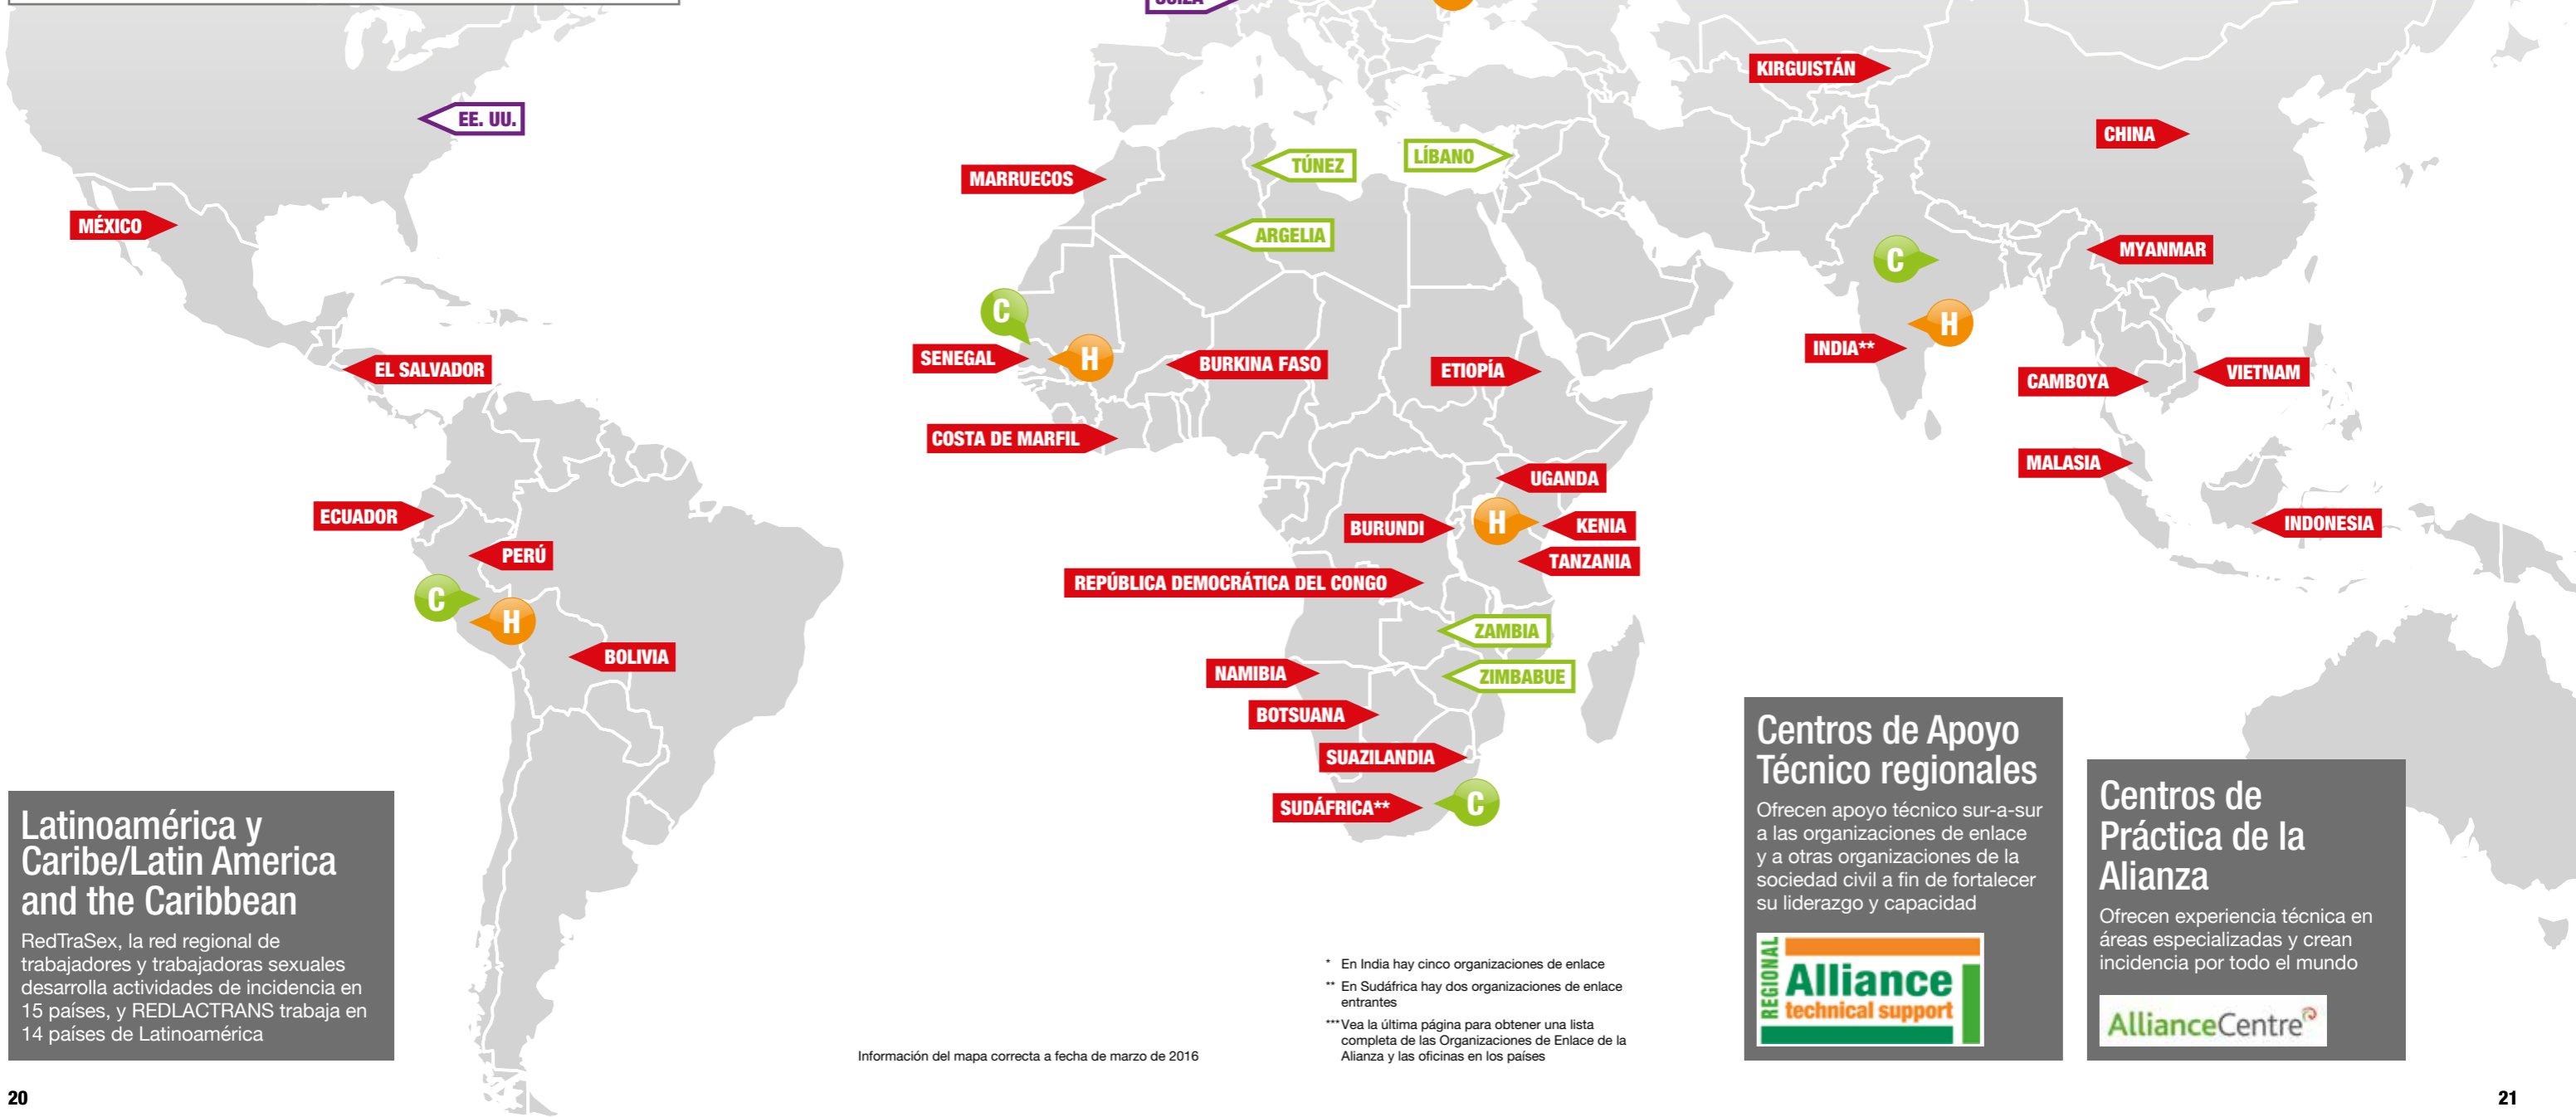 SUIZA
KIRGUISTÁN
EE. UU.
CHINA
TÚNEZ
LÍBANO
MARRUECOS
MÉXICO
ARGELIA
MYANMAR
C
C
H
H
INDIA**
SENEGAL
BURKINA FASO
ETIOPÍA
EL SALVADOR
CAMBOYA
VIETNAM
COSTA DE MARFIL
MALASIA
UGANDA
ECUADOR
BURUNDI
H
KENIA
INDONESIA
PERÚ
TANZANIA
REPÚBLICA DEMOCRÁTICA DEL CONGO
C
H
ZAMBIA
BOLIVIA
NAMIBIA
ZIMBABUE
BOTSUANA
SUAZILANDIA
SUDÁFRICA**
C
Latinoamérica y
Caribe/Latin America
and the Caribbean
RedTraSex, la red regional de
trabajadores y trabajadoras sexuales
desarrolla actividades de incidencia en
15 países, y REDLACTRANS trabaja en
14 países de Latinoamérica
Información del mapa correcta a fecha de marzo de 2016
* En India hay cinco organizaciones de enlace
** En Sudáfrica hay dos organizaciones de enlace
entrantes
***Vea la última página para obtener una lista
completa de las Organizaciones de Enlace de la
Alianza y las oficinas en los países
Centros de Apoyo
Técnico regionales
Ofrecen apoyo técnico sur-a-sur
a las organizaciones de enlace
y a otras organizaciones de la
sociedad civil a fin de fortalecer
su liderazgo y capacidad
REGIONAL
Alliance
technical support
Centros de
Práctica de la
Alianza
Ofrecen experiencia técnica en
áreas especializadas y crean
incidencia por todo el mundo
AllianceCentre
20
21